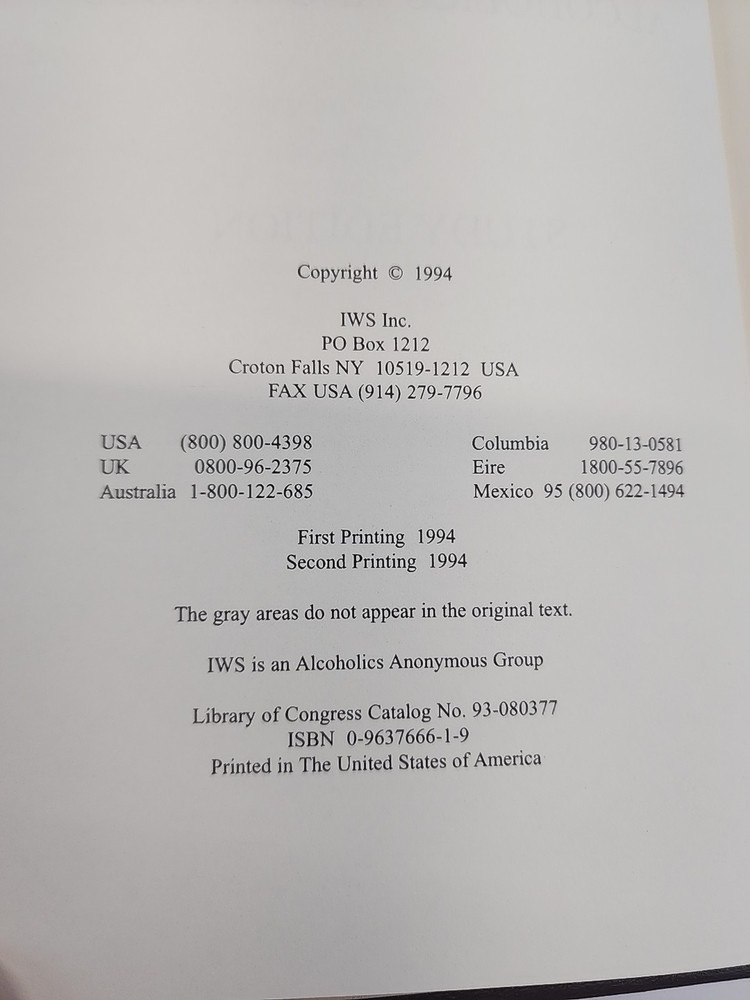 Copyright © 1994
IWS Inc.
PO Box 1212
Croton Falls NY 10519-1212 USA
FAX USA (914) 279-7796
USA (800) 800-4398
UK 0800-96-2375
Australia 1-800-122-685
Columbia 980-13-0581
Eire 1800-55-7896
Mexico 95 (800) 622-1494
First Printing 1994
Second Printing 1994
The gray areas do not appear in the original text.
IWS is an Alcoholics Anonymous Group
Library of Congress Catalog No. 93-080377
ISBN 0-9637666-1-9
Printed in The United States of America